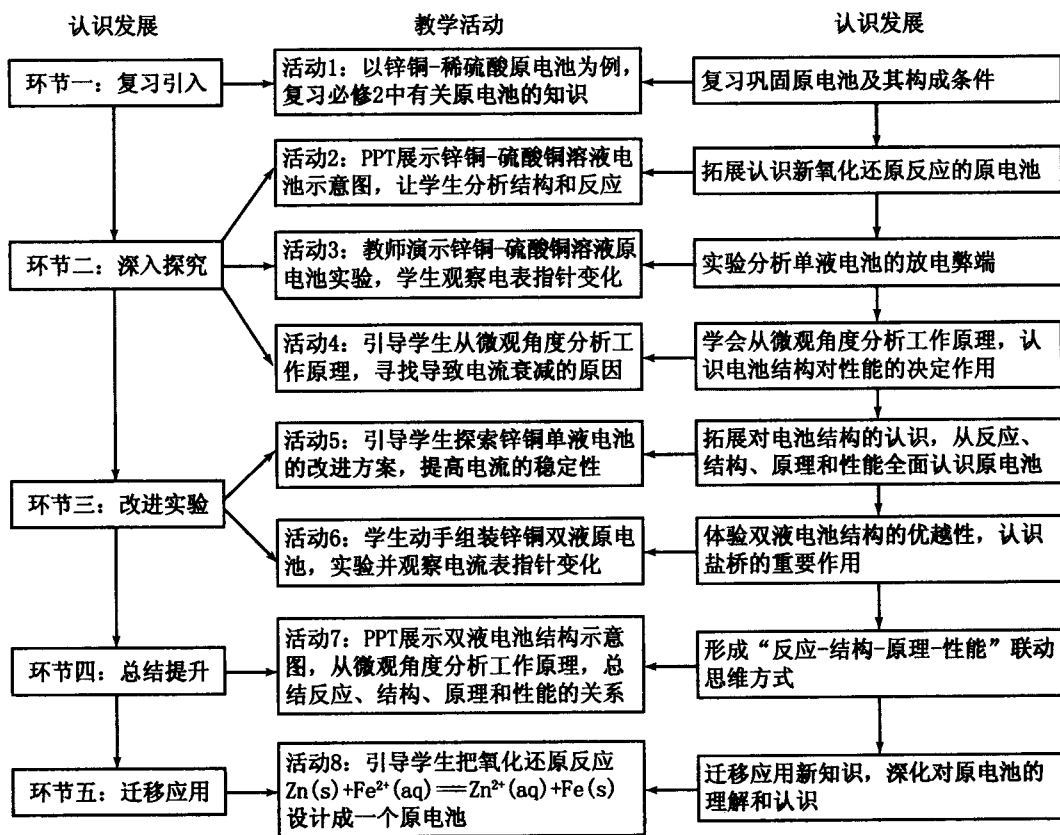 认识发展
教学活动
认识发展
环节一：复习引入
活动1：以锌铜-稀硫酸原电池为例，
复习必修2中有关原电池的知识
复习巩固原电池及其构成条件
活动2：PPT展示锌铜-硫酸铜溶液电
池示意图，让学生分析结构和反应
拓展认识新氧化还原反应的原电池
环节二：深入探究
活动3：教师演示锌铜-硫酸铜溶液原
电池实验，学生观察电表指针变化
实验分析单液电池的放电弊端
活动4：引导学生从微观角度分析工
作原理，寻找导致电流衰减的原因
学会从微观角度分析工作原理，认
识电池结构对性能的决定作用
活动5：引导学生探索锌铜单液电池
的改进方案，提高电流的稳定性
拓展对电池结构的认识，从反应、
结构、原理和性能全面认识原电池
环节三：改进实验
活动6：学生动手组装锌铜双液原电
池，实验并观察电流表指针变化
体验双液电池结构的优越性，认识
盐桥的重要作用
环节四：总结提升
活动7：PPT展示双液电池结构示意
图，从微观角度分析工作原理，总
结反应、结构、原理和性能的关系
形成“反应-结构-原理-性能”联动
思维方式
环节五：迁移应用
活动8：引导学生把氧化还原反应
Zn(s)+Fe²⁺(aq)══Zn²⁺(aq)+Fe(s)
设计成一个原电池
迁移应用新知识，深化对原电池的
理解和认识